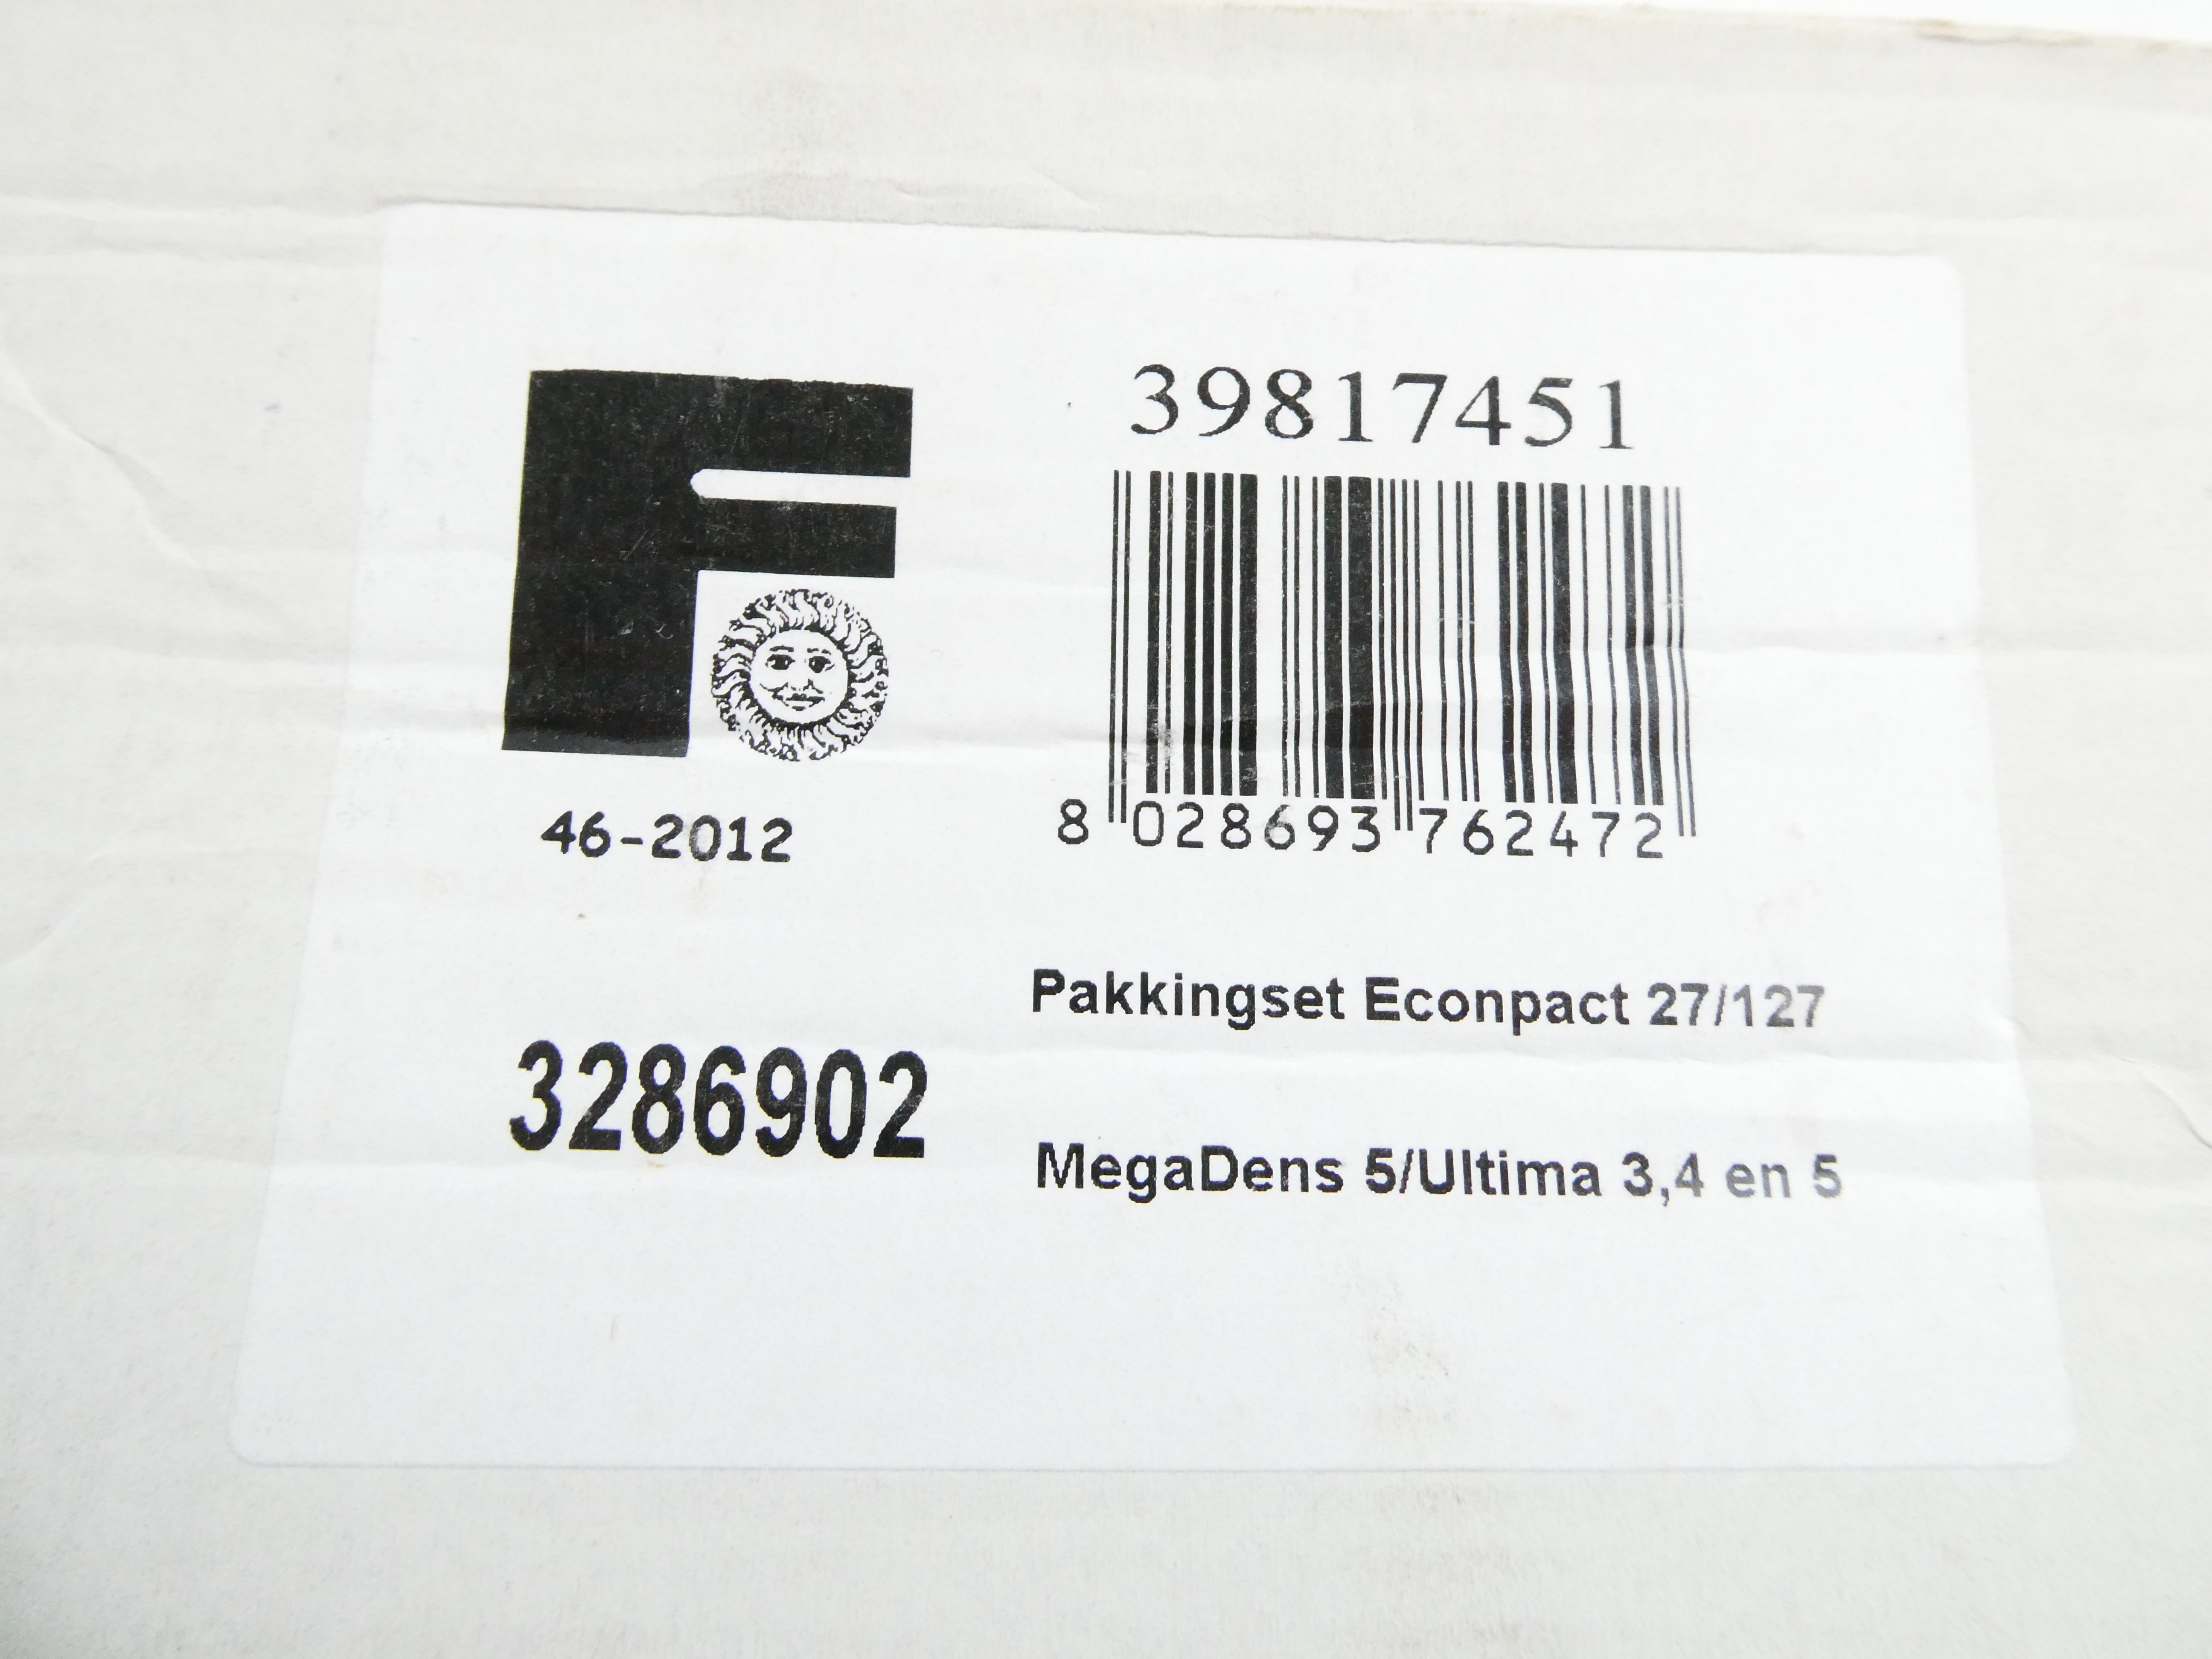 F
39817451
8 028693 762472
46-2012
Pakkingset Econpact 27/127
3286902
MegaDens 5/Ultima 3,4 en 5